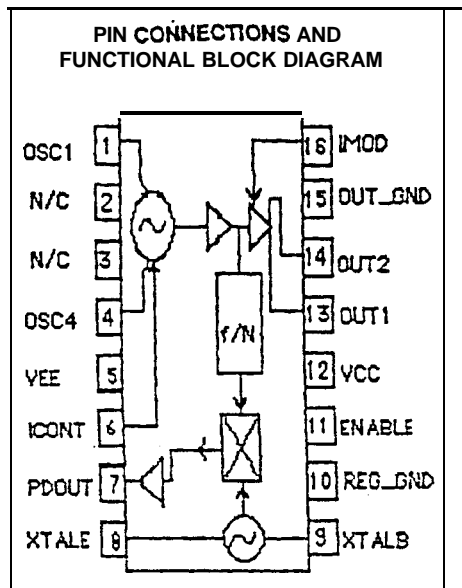 PIN CONNECTIONS AND
FUNCTIONAL BLOCK DIAGRAM
OSC1 1
16 IMOD
N/C 2
15 OUT_GND
N/C 3
14 OUT2
OSC4 4
13 OUT1
f/N
VEE 5
12 VCC
ICONT 6
11 ENABLE
PDOUT 7
10 REG_GND
XTALE 8
9 XTALB